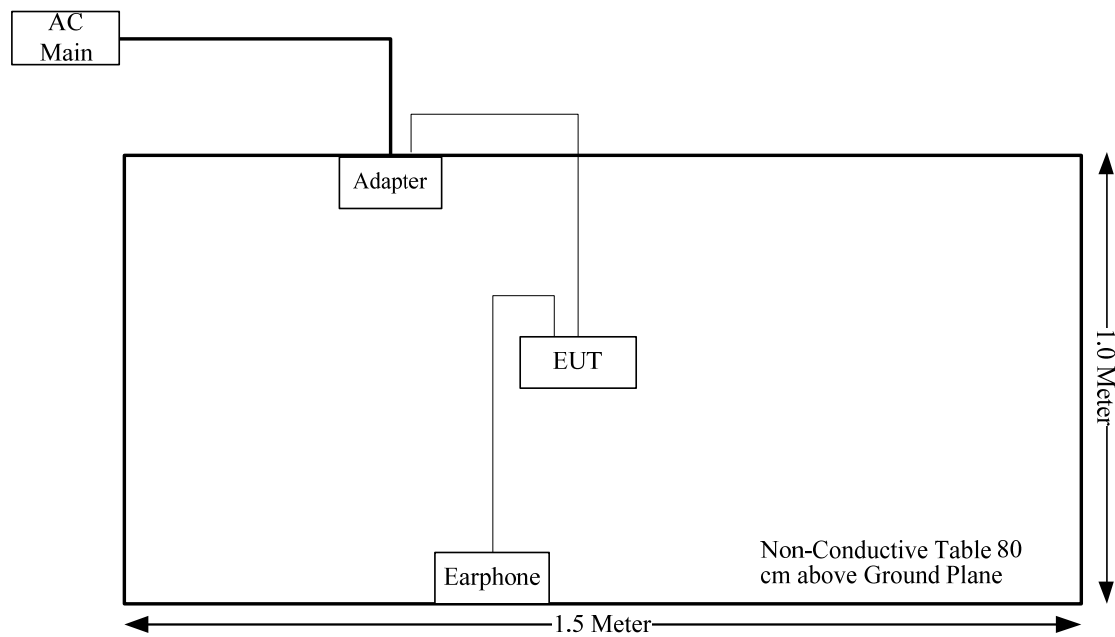 AC
Main
Adapter
EUT
1.0 Meter
Non-Conductive Table 80
cm above Ground Plane
Earphone
1.5 Meter